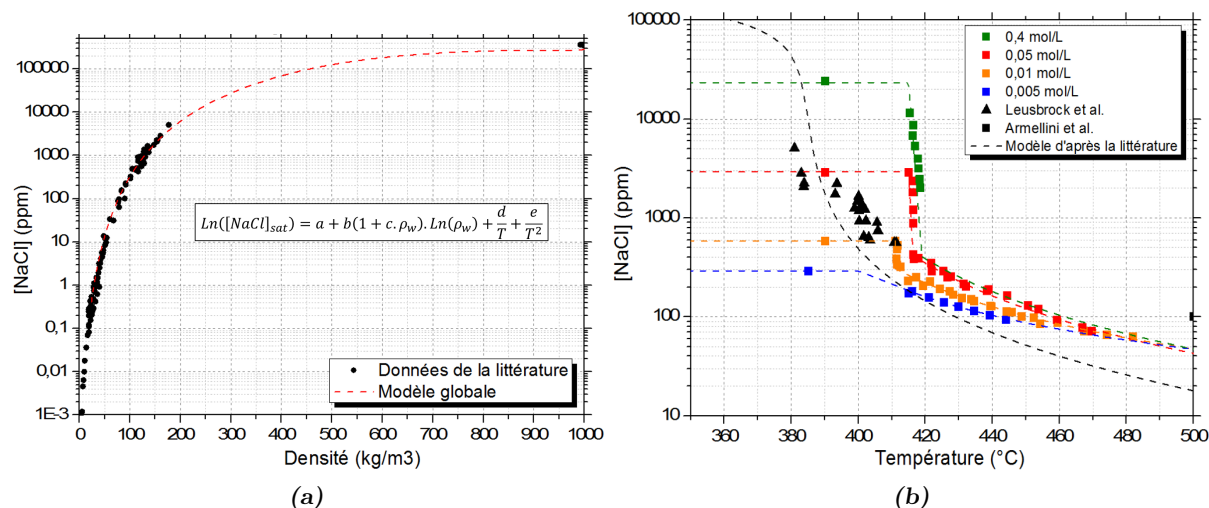 100000
10000
1000
100
10
1
0,1
0,01
1E-3
[NaCl] (ppm)
Ln([NaCl]sat) = a + b(1 + c. ρw). Ln(ρw) + d/T + e/T²
Données de la littérature
Modèle globale
0 100 200 300 400 500 600 700 800 900 1000
Densité (kg/m3)
(a)
100000
10000
1000
100
10
[NaCl] (ppm)
0,4 mol/L
0,05 mol/L
0,01 mol/L
0,005 mol/L
Leusbrock et al.
Armellini et al.
Modèle d'après la littérature
360 380 400 420 440 460 480 500
Température (°C)
(b)